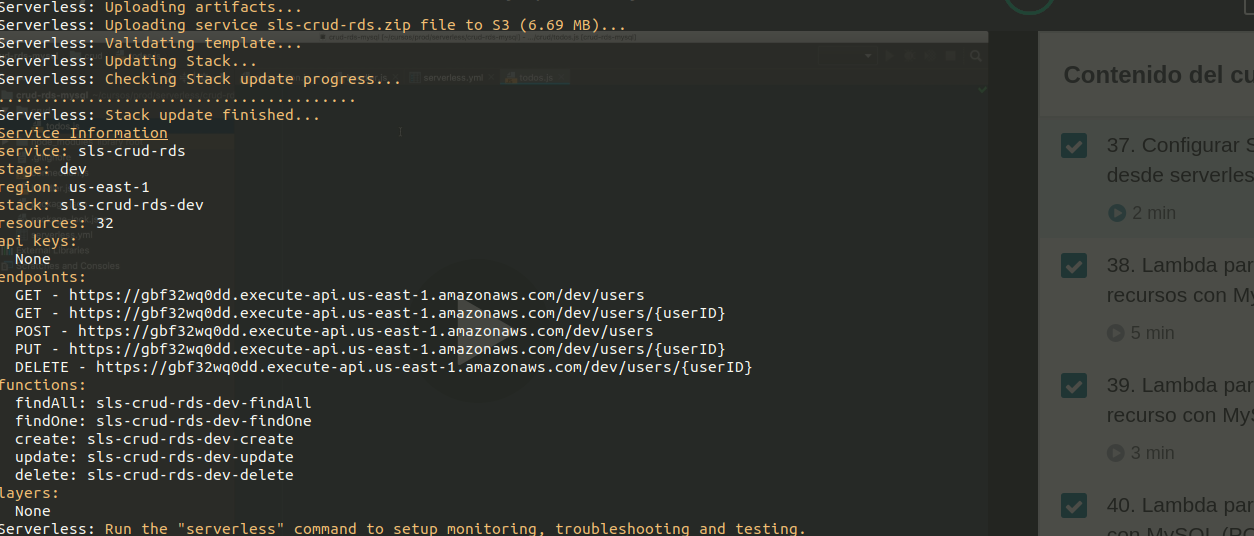 Serverless: Uploading artifacts...
Serverless: Uploading service sls-crud-rds.zip file to S3 (6.69 MB)...
Serverless: Validating template...
Serverless: Updating Stack...
Serverless: Checking Stack update progress...
........................................
Serverless: Stack update finished...
Service Information
service: sls-crud-rds
stage: dev
region: us-east-1
stack: sls-crud-rds-dev
resources: 32
api keys:
None
endpoints:
GET - https://gbf32wq0dd.execute-api.us-east-1.amazonaws.com/dev/users
GET - https://gbf32wq0dd.execute-api.us-east-1.amazonaws.com/dev/users/{userID}
POST - https://gbf32wq0dd.execute-api.us-east-1.amazonaws.com/dev/users
PUT - https://gbf32wq0dd.execute-api.us-east-1.amazonaws.com/dev/users/{userID}
DELETE - https://gbf32wq0dd.execute-api.us-east-1.amazonaws.com/dev/users/{userID}
functions:
findAll: sls-crud-rds-dev-findAll
findOne: sls-crud-rds-dev-findOne
create: sls-crud-rds-dev-create
update: sls-crud-rds-dev-update
delete: sls-crud-rds-dev-delete
layers:
None
Serverless: Run the "serverless" command to setup monitoring, troubleshooting and testing.
serverless.yml
todos.js
crud-rds-mysql
Contenido del cu
37. Configurar S
desde serverles
2 min
38. Lambda par
recursos con My
5 min
39. Lambda par
recurso con MyS
3 min
40. Lambda par
con MySQL (PO